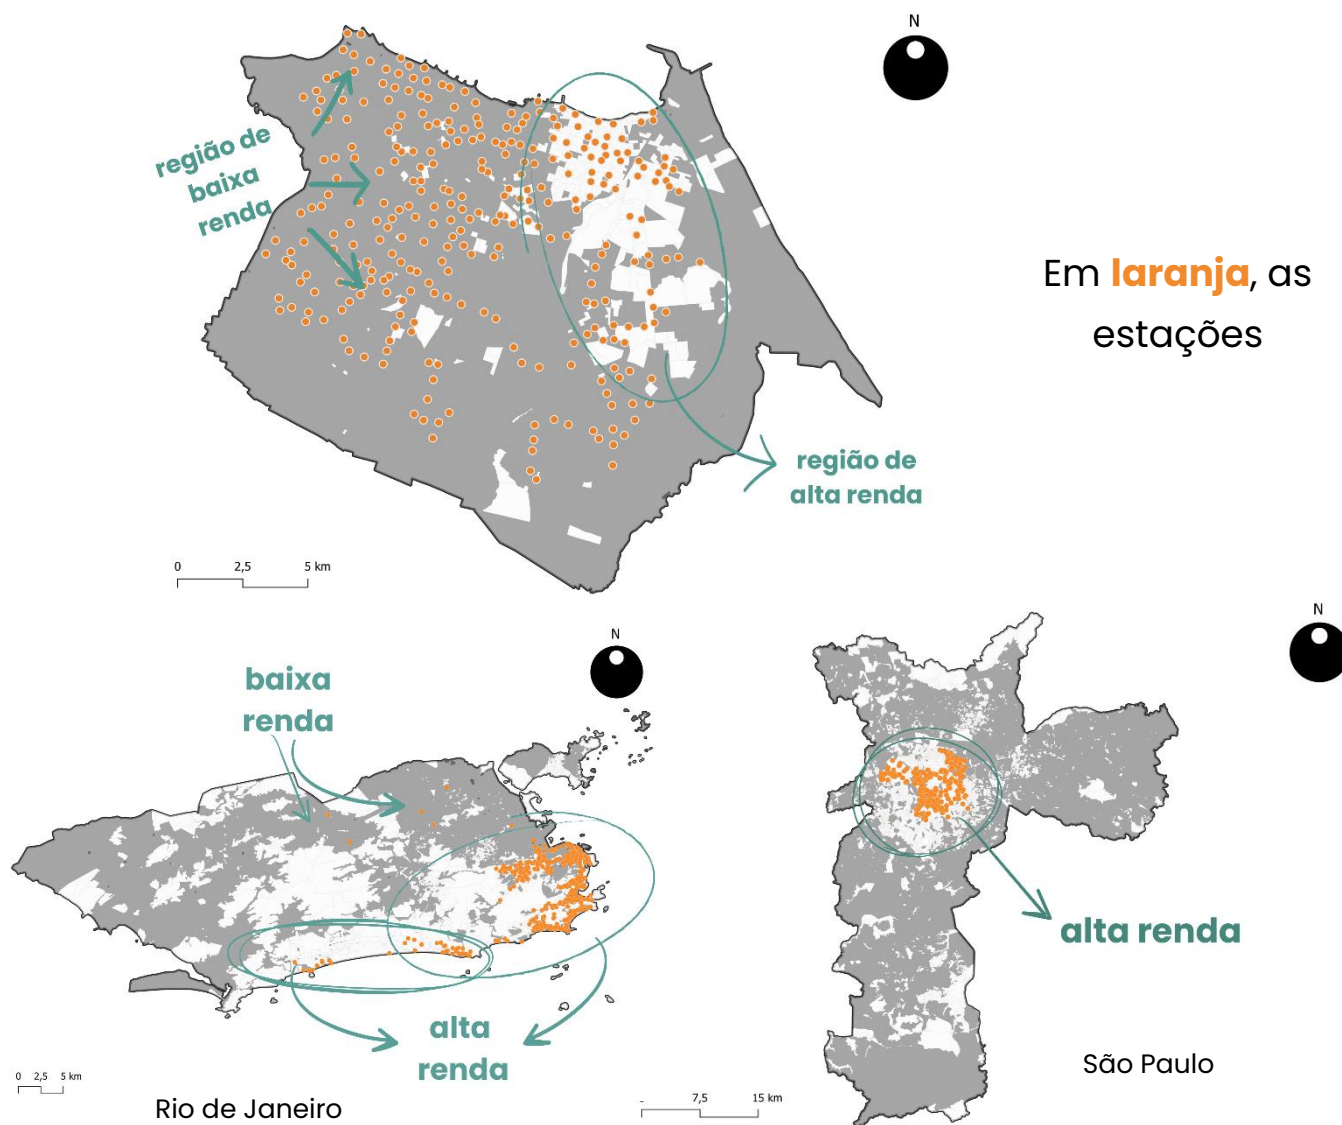 N
região de
baixa
renda
Em laranja, as
estações
região de
alta renda
0 2,5 5 km
N
N
baixa
renda
alta renda
alta
renda
São Paulo
0 2,5 5 km
7,5 15 km
Rio de Janeiro